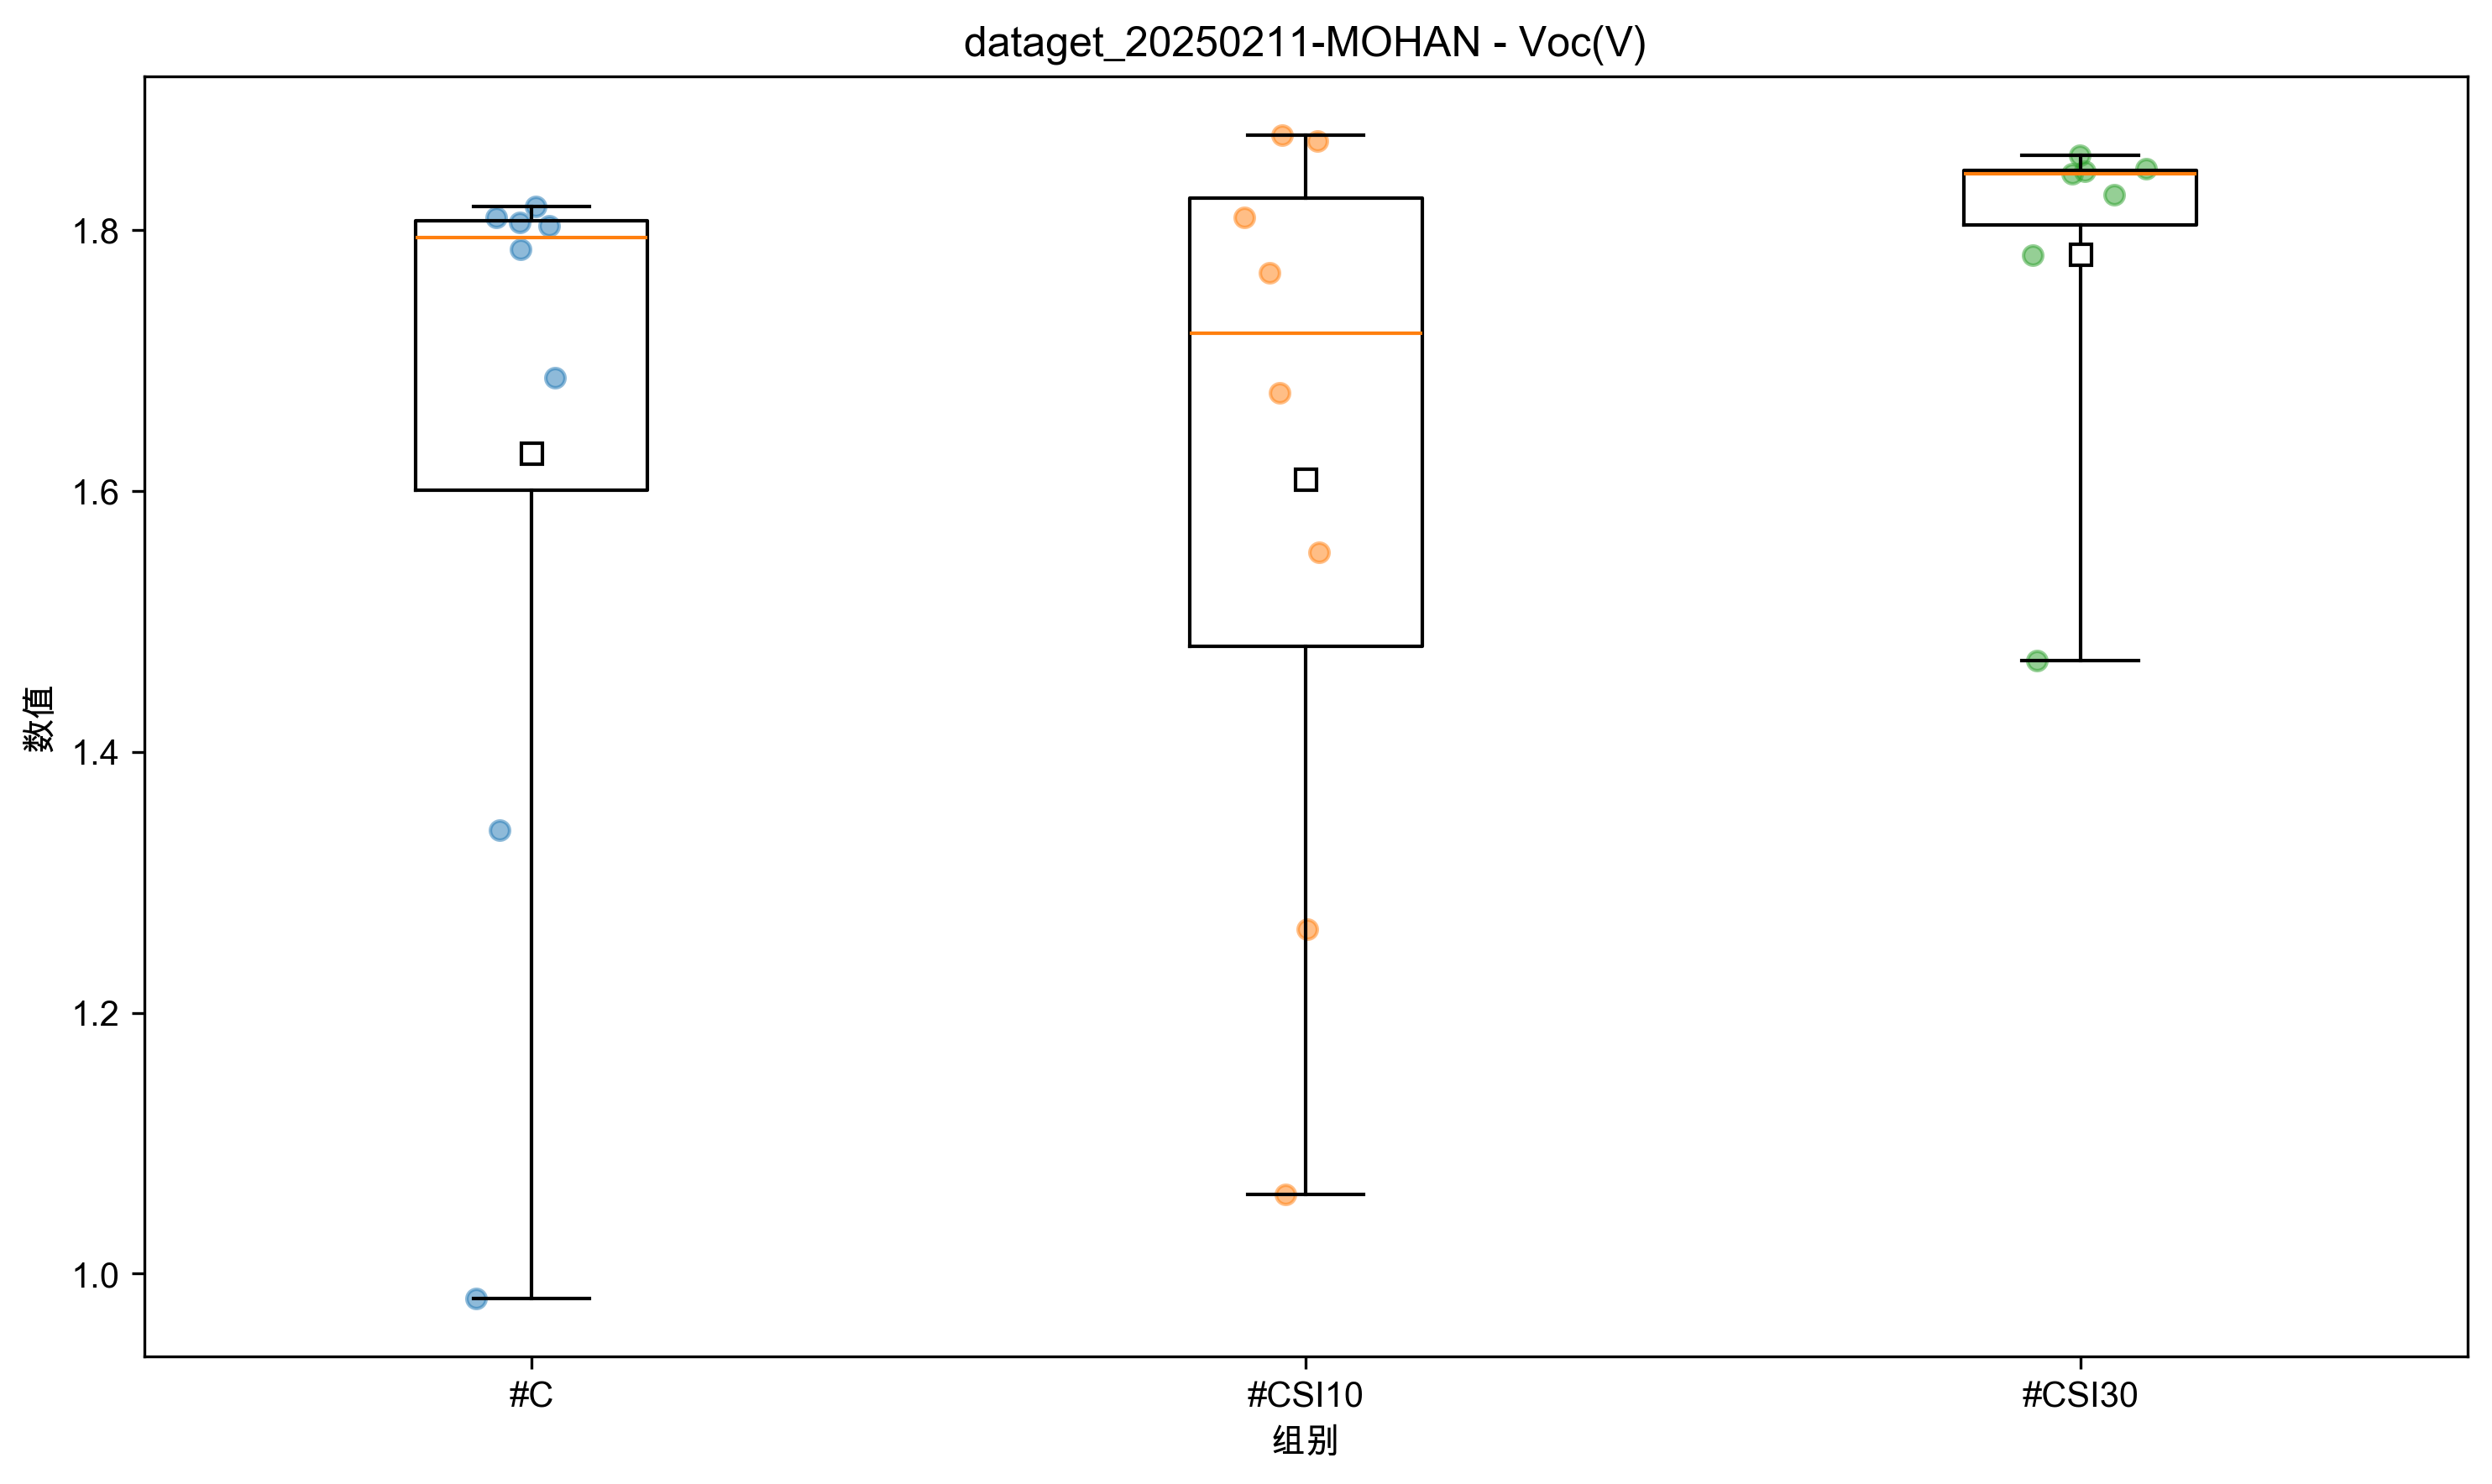 dataget_20250211-MOHAN - Voc(V)
数值
1.8
1.6
1.4
1.2
1.0
#C
#CSI10
#CSI30
组别